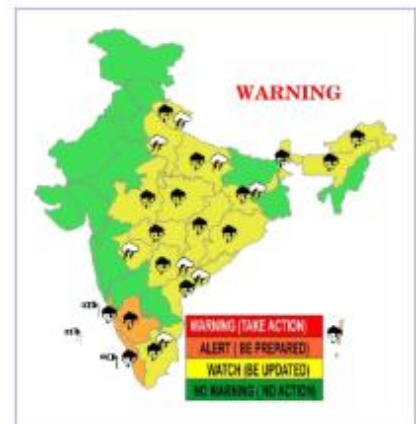 WARNING
WARNING (TAKE ACTION)
ALERT ( BE PREPARED)
WATCH (BE UPDATED)
NO WARNING ( NO ACTION)